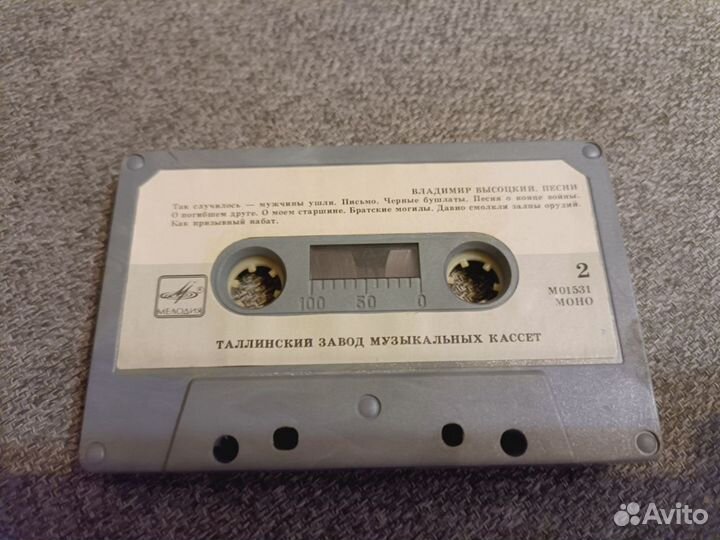 ВЛАДИМИР ВЫСОЦКИЙ. ПЕСНИ
Так случилось — мужчины ушли. Письмо. Черные бушлаты. Песня о конце войны.
О погибшем друге. О моем старшине. Братские могилы. Давно смолкли залпы орудий.
Как призывный набат.
2
М01531
МОНО
МЕЛОДИЯ
100 50 0
ТАЛЛИНСКИЙ ЗАВОД МУЗЫКАЛЬНЫХ КАССЕТ
Avito